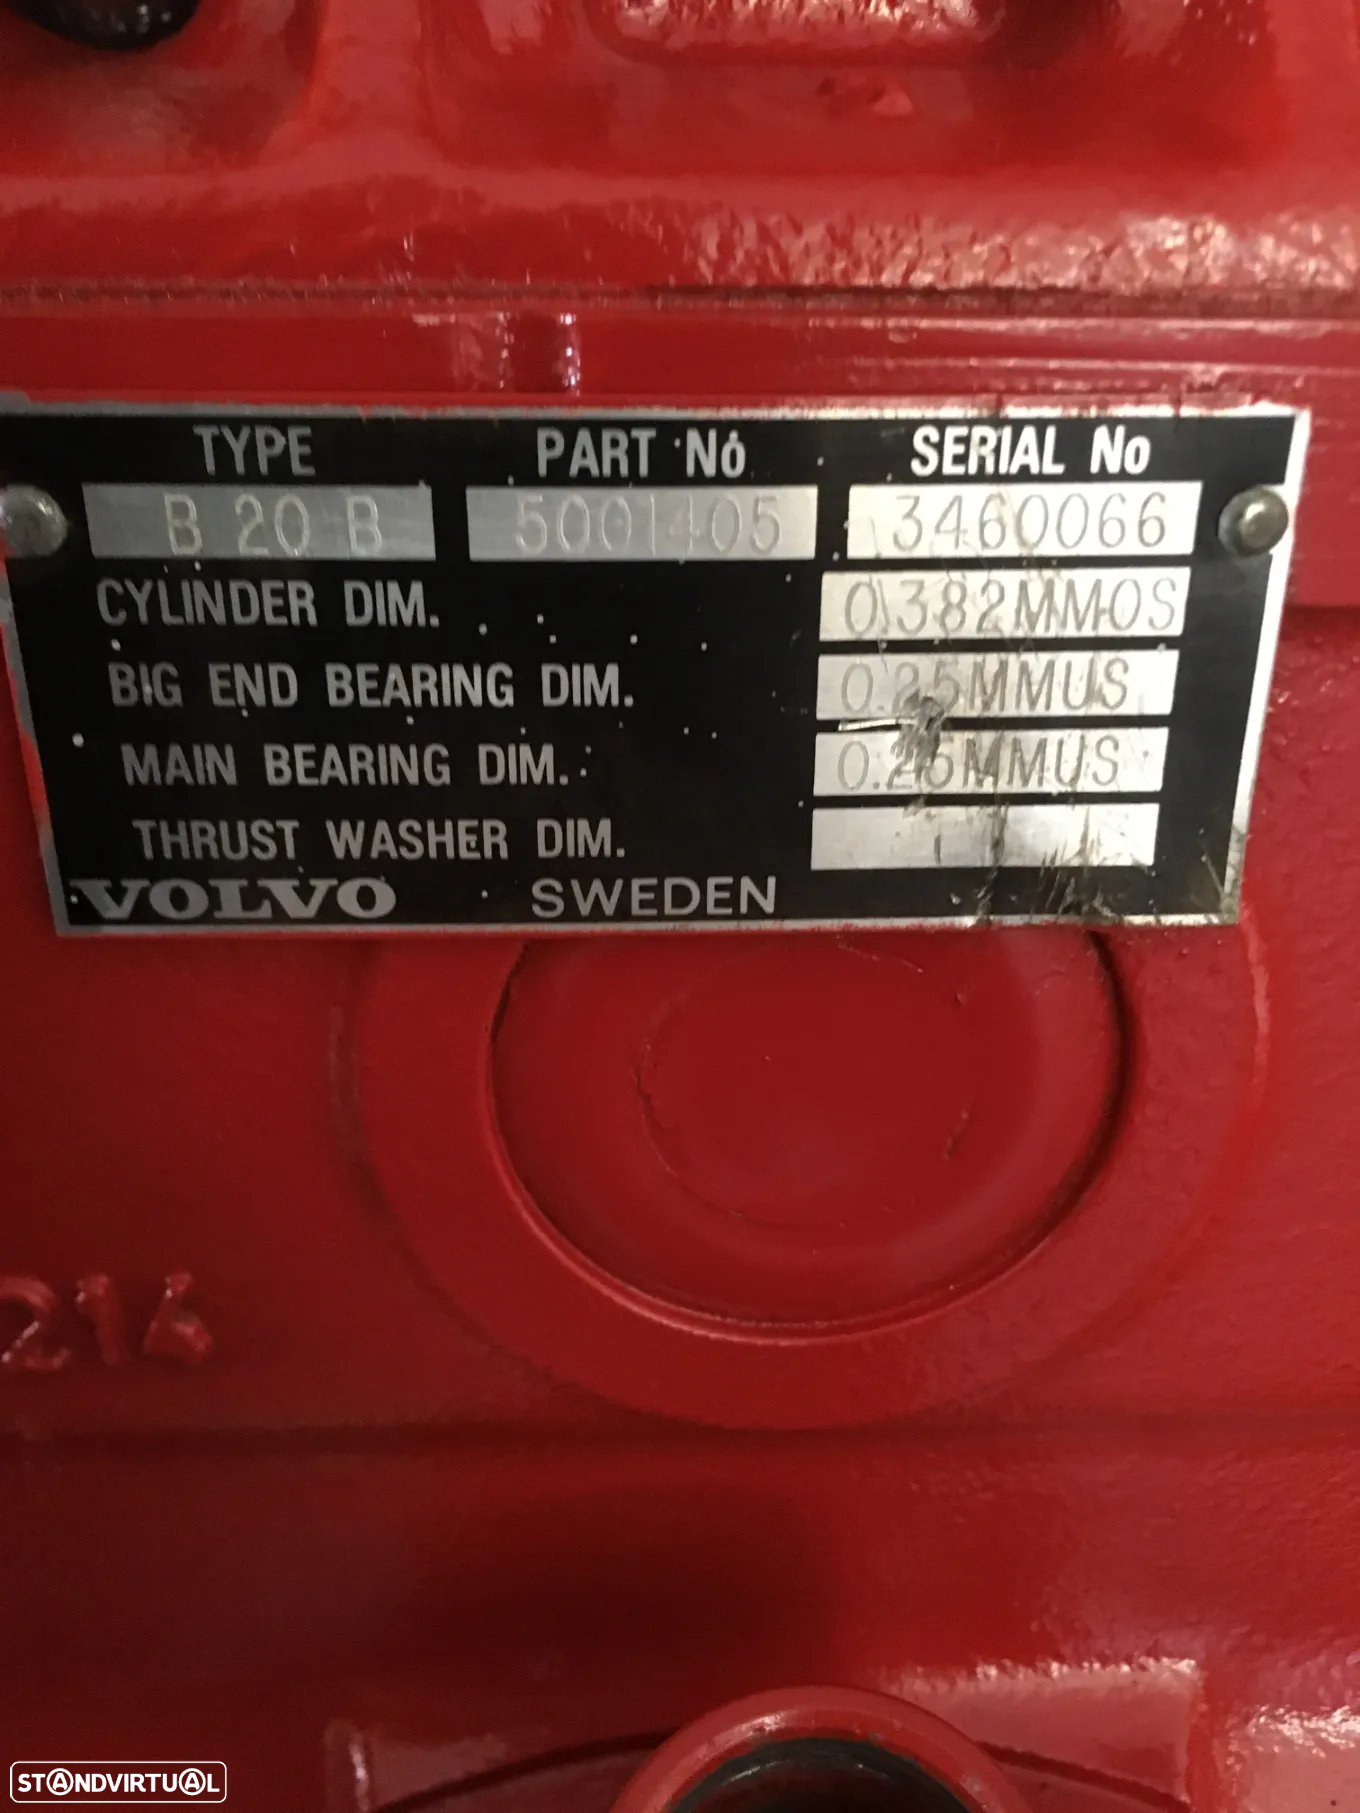 TYPE PART No SERIAL No
B 20 B 5001405 3460066
CYLINDER DIM. 0.382MMOS
BIG END BEARING DIM. 0.25MMUS
MAIN BEARING DIM. 0.25MMUS
THRUST WASHER DIM.
VOLVO SWEDEN
214
STANDVIRTUAL